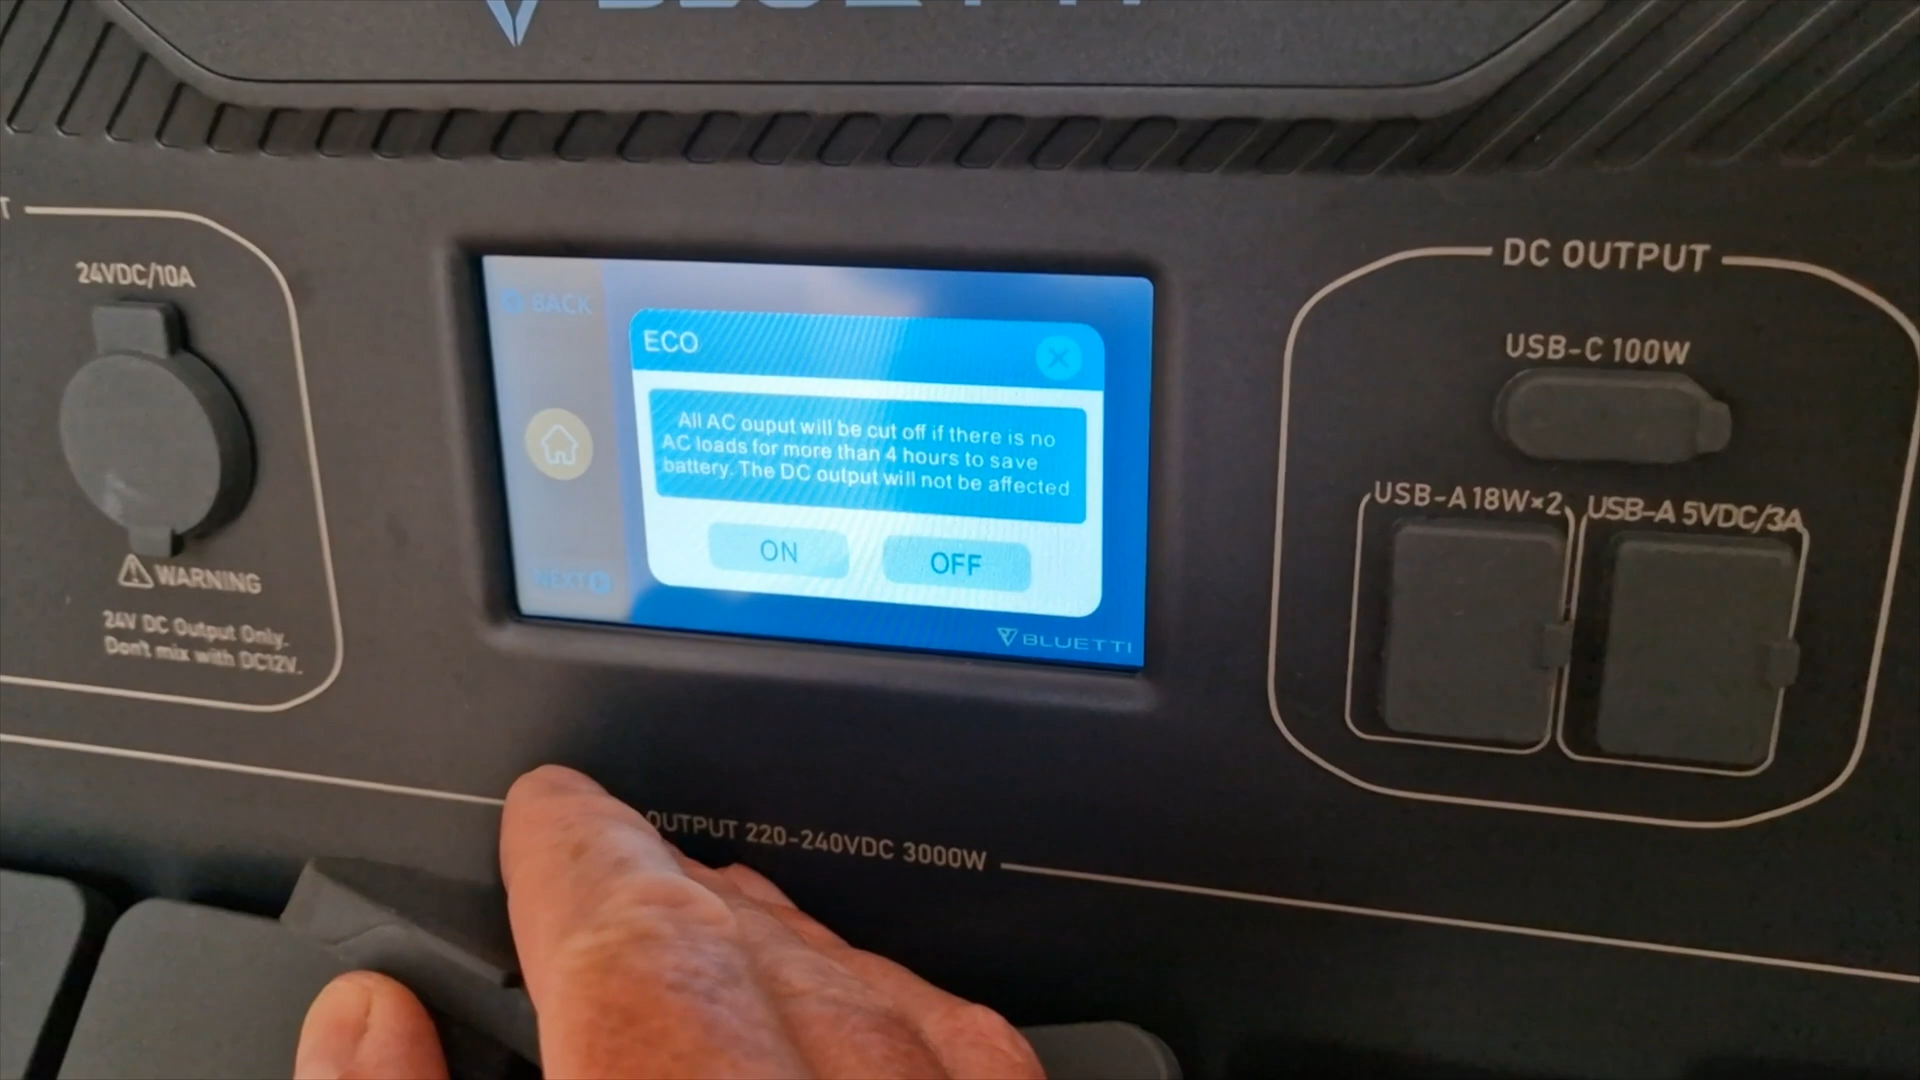 BLUETTI
24VDC/10A
WARNING
24V DC Output Only.
Don't mix with DC12V.
BACK
NEXT
ECO
All AC ouput will be cut off if there is no
AC loads for more than 4 hours to save
battery. The DC output will not be affected
ON
OFF
BLUETTI
DC OUTPUT
USB-C 100W
USB-A 18W×2
USB-A 5VDC/3A
OUTPUT 220-240VDC 3000W